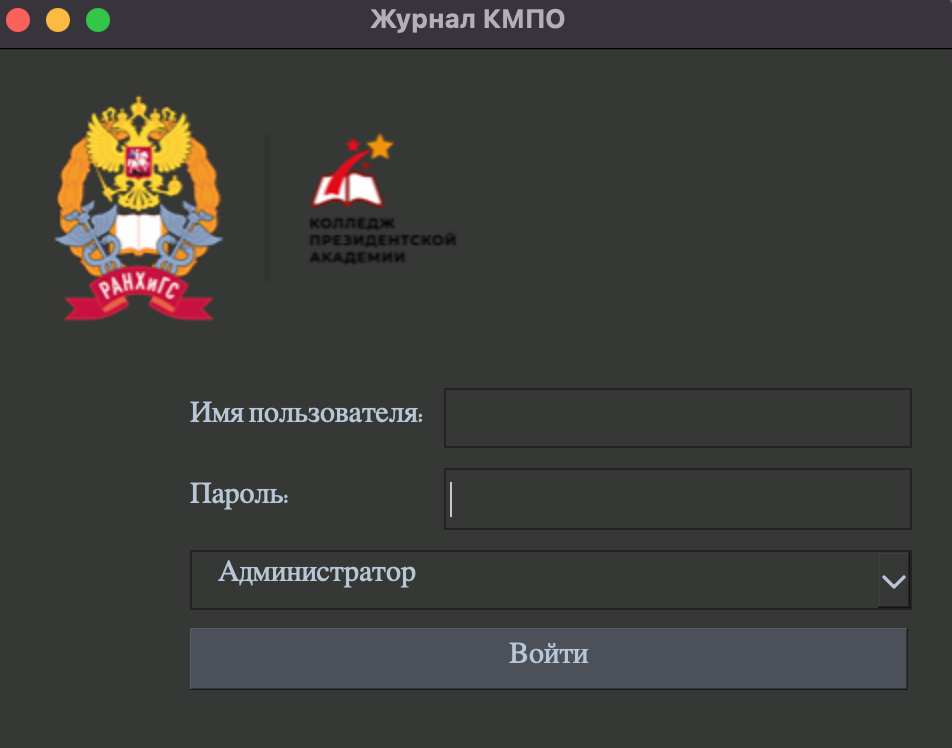 Журнал КМПО
РАНХиГС
КОЛЛЕДЖ
ПРЕЗИДЕНТСКОЙ
АКАДЕМИИ
Имя пользователя:
Пароль:
Администратор
Войти